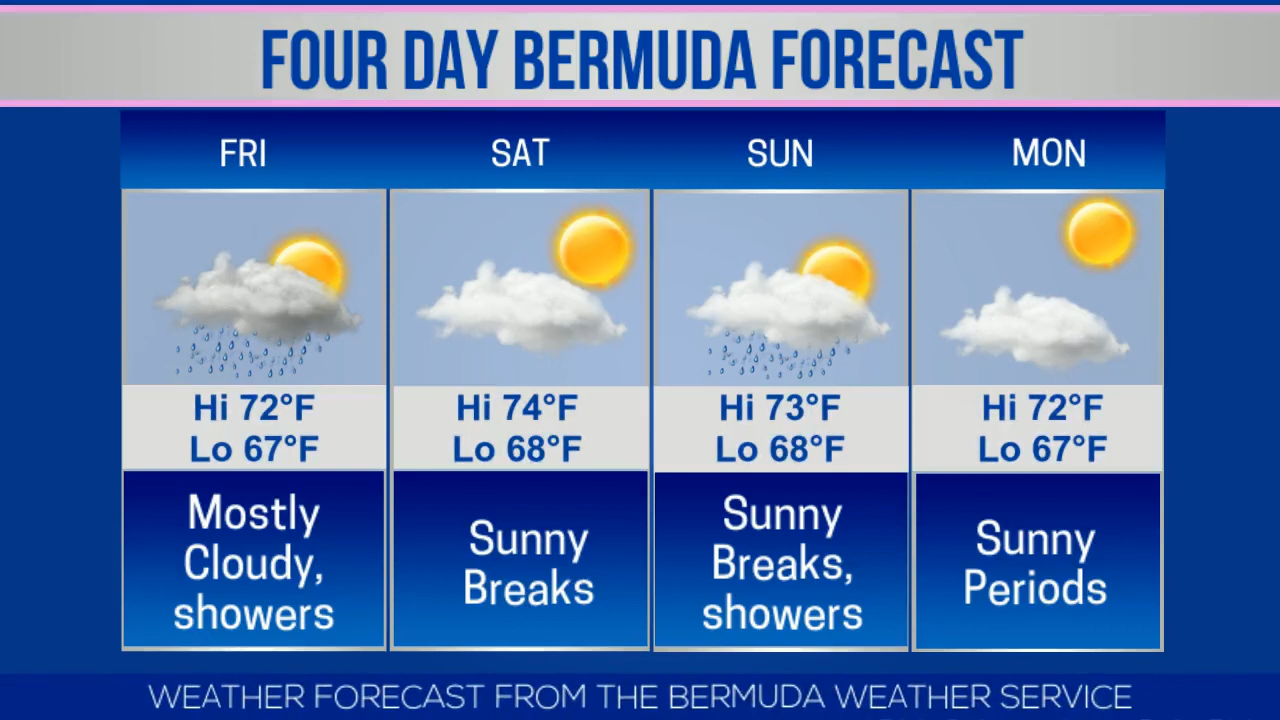 FOUR DAY BERMUDA FORECAST
FRI
SAT
SUN
MON
Hi 72°F
Lo 67°F
Hi 74°F
Lo 68°F
Hi 73°F
Lo 68°F
Hi 72°F
Lo 67°F
Mostly
Cloudy,
showers
Sunny
Breaks
Sunny
Breaks,
showers
Sunny
Periods
WEATHER FORECAST FROM THE BERMUDA WEATHER SERVICE